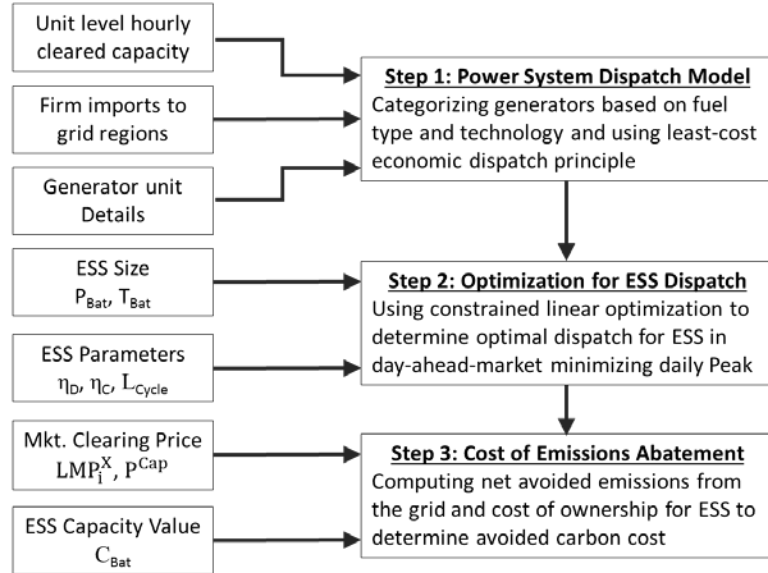 Unit level hourly
cleared capacity
Firm imports to
grid regions
Generator unit
Details
ESS Size
P_Bat, T_Bat
ESS Parameters
η_D, η_C, L_Cycle
Mkt. Clearing Price
LMP_i^X, P^Cap
ESS Capacity Value
C_Bat
Step 1: Power System Dispatch Model
Categorizing generators based on fuel
type and technology and using least-cost
economic dispatch principle
Step 2: Optimization for ESS Dispatch
Using constrained linear optimization to
determine optimal dispatch for ESS in
day-ahead-market minimizing daily Peak
Step 3: Cost of Emissions Abatement
Computing net avoided emissions from
the grid and cost of ownership for ESS to
determine avoided carbon cost